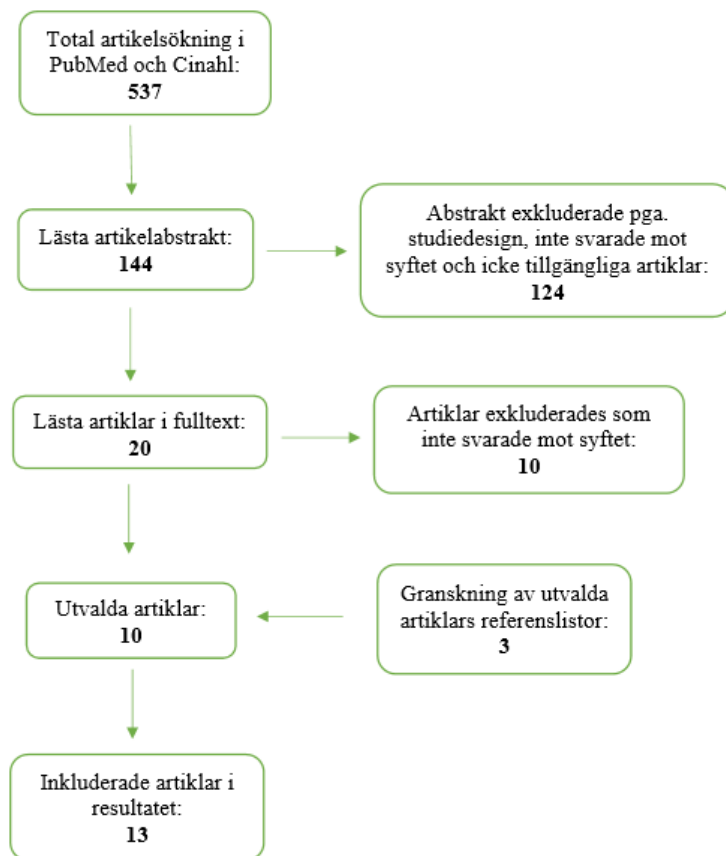 Total artikelsökning i
PubMed och Cinahl:
537
Lästa artikelabstrakt:
144
Abstrakt exkluderade pga.
studiedesign, inte svarade mot
syftet och icke tillgängliga artiklar:
124
Lästa artiklar i fulltext:
20
Artiklar exkluderades som
inte svarade mot syftet:
10
Utvalda artiklar:
10
Granskning av utvalda
artiklars referenslistor:
3
Inkluderade artiklar i
resultatet:
13